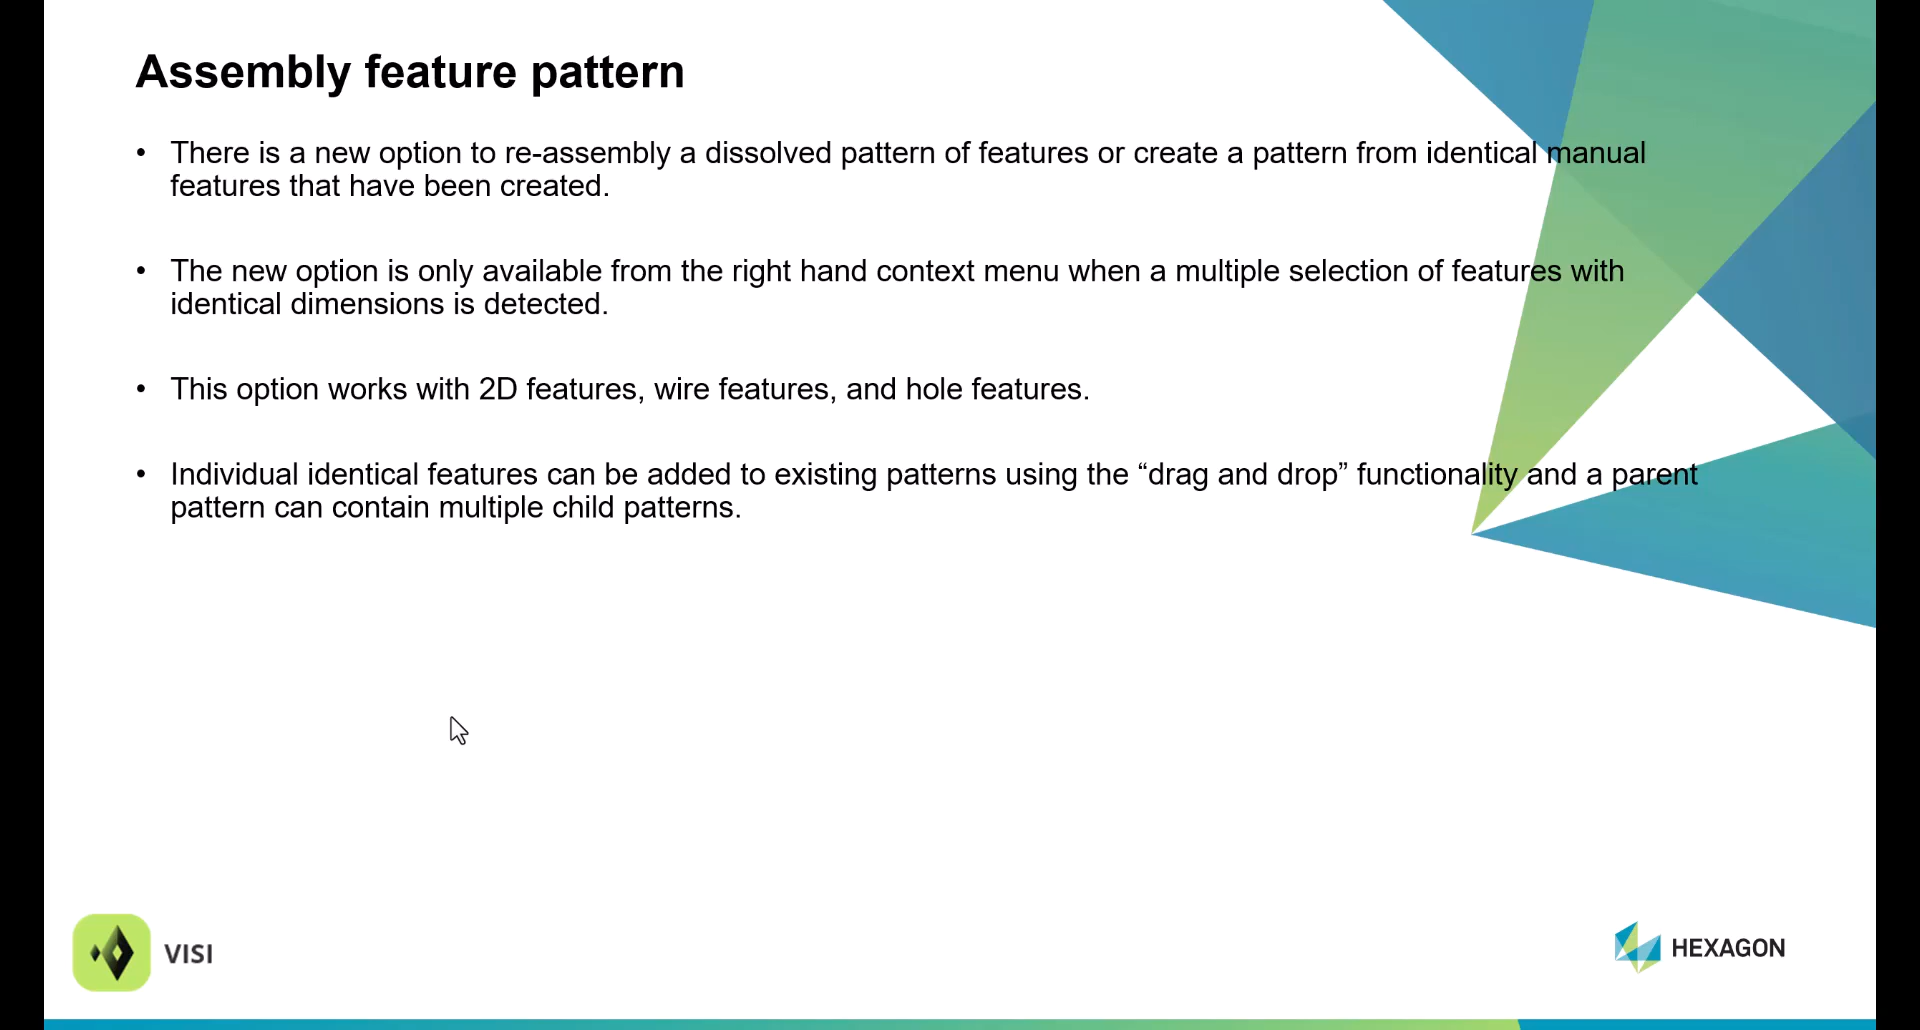 Assembly feature pattern
• There is a new option to re-assembly a dissolved pattern of features or create a pattern from identical manual
features that have been created.
• The new option is only available from the right hand context menu when a multiple selection of features with
identical dimensions is detected.
• This option works with 2D features, wire features, and hole features.
• Individual identical features can be added to existing patterns using the “drag and drop” functionality and a parent
pattern can contain multiple child patterns.
VISI
HEXAGON